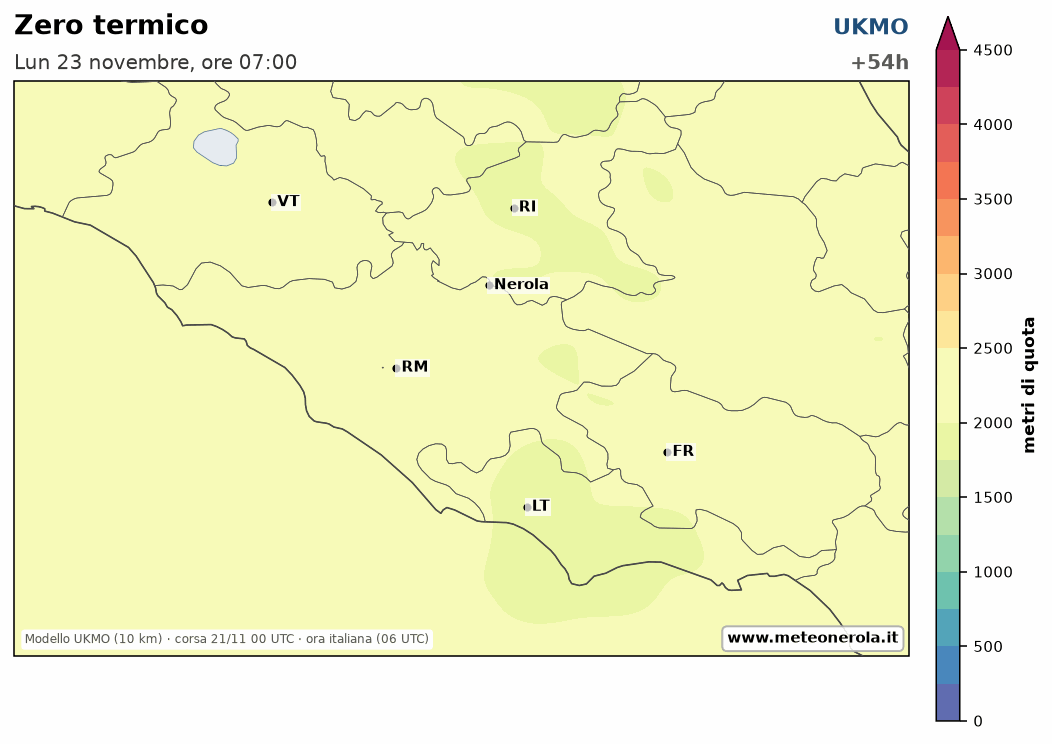 Zero termico
UKMO
Lun 23 novembre, ore 07:00
+54h
VT
RI
Nerola
RM
FR
LT
Modello UKMO (10 km) · corsa 21/11 00 UTC · ora italiana (06 UTC)
www.meteonerola.it
4500
4000
3500
3000
2500
2000
1500
1000
500
0
metri di quota